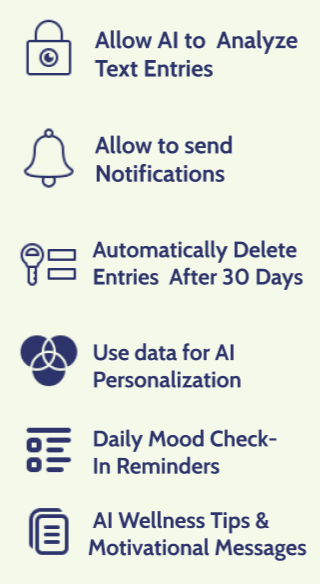 Allow AI to  Analyze
Text Entries
Allow to send
Notifications
Automatically Delete
Entries  After 30 Days
Use data for AI
Personalization
Daily Mood Check-
In Reminders
AI Wellness Tips &
Motivational Messages